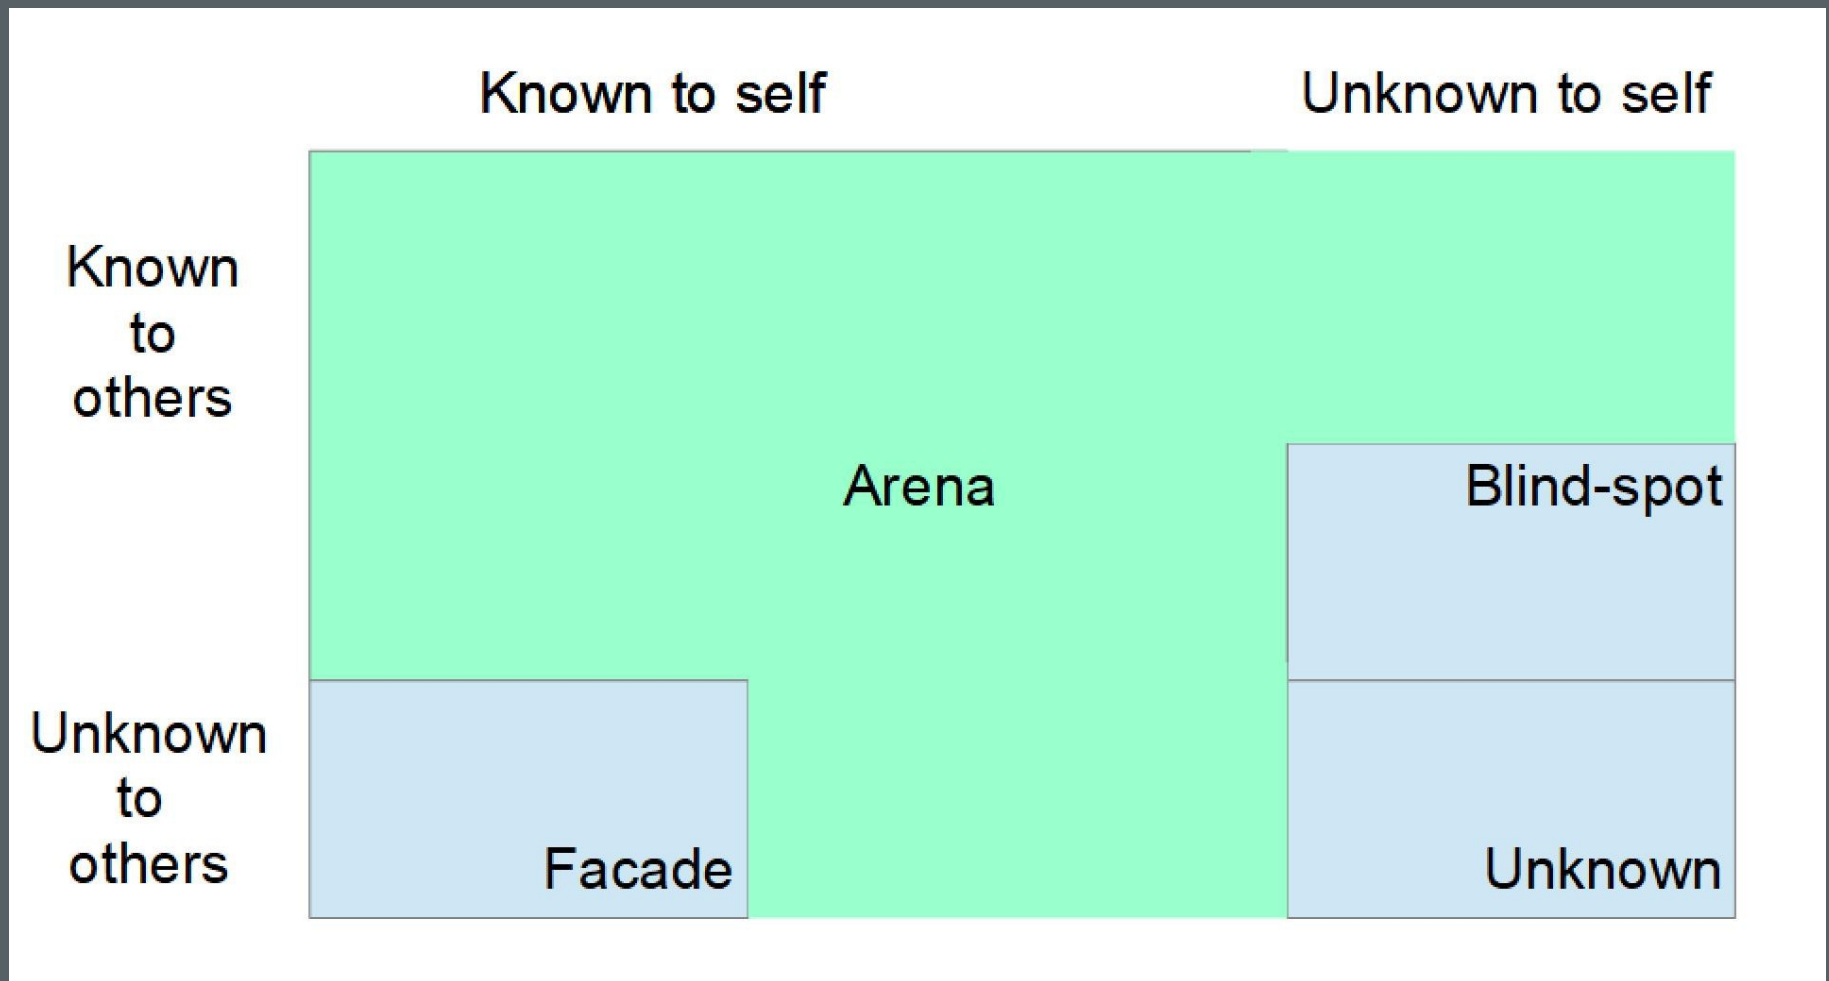 Known to self
Unknown to self
Known
to
others
Arena
Blind-spot
Unknown
to
others
Facade
Unknown